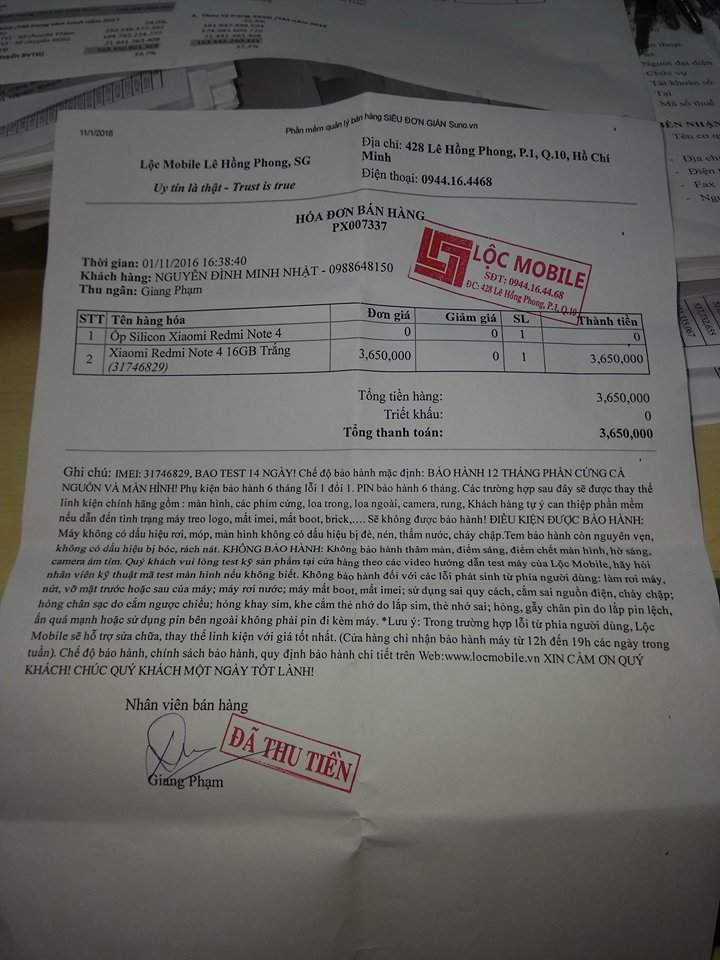 11/1/2016
Phần mềm quản lý bán hàng SIÊU ĐƠN GIẢN Suno.vn
Lộc Mobile Lê Hồng Phong, SG
Uy tín là thật - Trust is true
Địa chỉ: 428 Lê Hồng Phong, P.1, Q.10, Hồ Chí
Minh
Điện thoại: 0944.16.4468
HÓA ĐƠN BÁN HÀNG
PX007337
Thời gian: 01/11/2016 16:38:40
Khách hàng: NGUYỄN ĐÌNH MINH NHẬT - 0988648150
Thu ngân: Giang Phạm
LỘC MOBILE
SĐT: 0944.16.44.68
ĐC: 428 Lê Hồng Phong, P.1, Q.10
STT Tên hàng hóa Đơn giá Giảm giá SL Thành tiền
1 Ốp Silicon Xiaomi Redmi Note 4 0 0 1 0
2 Xiaomi Redmi Note 4 16GB Trắng 3,650,000 0 1 3,650,000
(31746829)
Tổng tiền hàng: 3,650,000
Triết khấu: 0
Tổng thanh toán: 3,650,000
Ghi chú: IMEI: 31746829, BAO TEST 14 NGÀY! Chế độ bảo hành mặc định: BẢO HÀNH 12 THÁNG PHẦN CỨNG CẢ
NGUỒN VÀ MÀN HÌNH! Phụ kiện bảo hành 6 tháng lỗi 1 đổi 1. PIN bảo hành 6 tháng. Các trường hợp sau đây sẽ được thay thế
linh kiện chính hãng gồm : màn hình, các phím cứng, loa trong, loa ngoài, camera, rung, Khách hàng tự ý can thiệp phần mềm
nếu dẫn đến tình trạng máy treo logo, mất imei, mất boot, brick,.... Sẽ không được bảo hành! ĐIỀU KIỆN ĐƯỢC BẢO HÀNH:
Máy không có dấu hiệu rơi, móp, màn hình không có dấu hiệu bị đè, nén, thấm nước, cháy chập.Tem bảo hành còn nguyên vẹn,
không có dấu hiệu bị bóc, rách nát. KHÔNG BẢO HÀNH: Không bảo hành thâm màn, điểm sáng, điểm chết màn hình, hở sáng,
camera ám tím. Quý khách vui lòng test kỹ sản phẩm tại cửa hàng theo các video hướng dẫn test máy của Lộc Mobile, hãy hỏi
nhân viên kỹ thuật mã test màn hình nếu không biết. Không bảo hành đối với các lỗi phát sinh từ phía người dùng: làm rơi máy,
nứt, vỡ mặt trước hoặc sau của máy; máy rơi nước; máy mất boot, mất imei; sử dụng sai quy cách, cắm sai nguồn điện, cháy chập;
hỏng chân sạc do cắm ngược chiều; hỏng khay sim, khe cắm thẻ nhớ do lắp sim, thẻ nhớ sai; hỏng, gẫy chân pin do lắp pin lệch,
ấn quá mạnh hoặc sử dụng pin bên ngoài không phải pin đi kèm máy. *Lưu ý: Trong trường hợp lỗi từ phía người dùng, Lộc
Mobile sẽ hỗ trợ sửa chữa, thay thế linh kiện với giá tốt nhất. (Cửa hàng chỉ nhận bảo hành máy từ 12h đến 19h các ngày trong
tuần). Chế độ bảo hành, chính sách bảo hành, quy định bảo hành chi tiết trên Web:www.locmobile.vn XIN CẢM ƠN QUÝ
KHÁCH! CHÚC QUÝ KHÁCH MỘT NGÀY TỐT LÀNH!
Nhân viên bán hàng
ĐÃ THU TIỀN
Giang Phạm